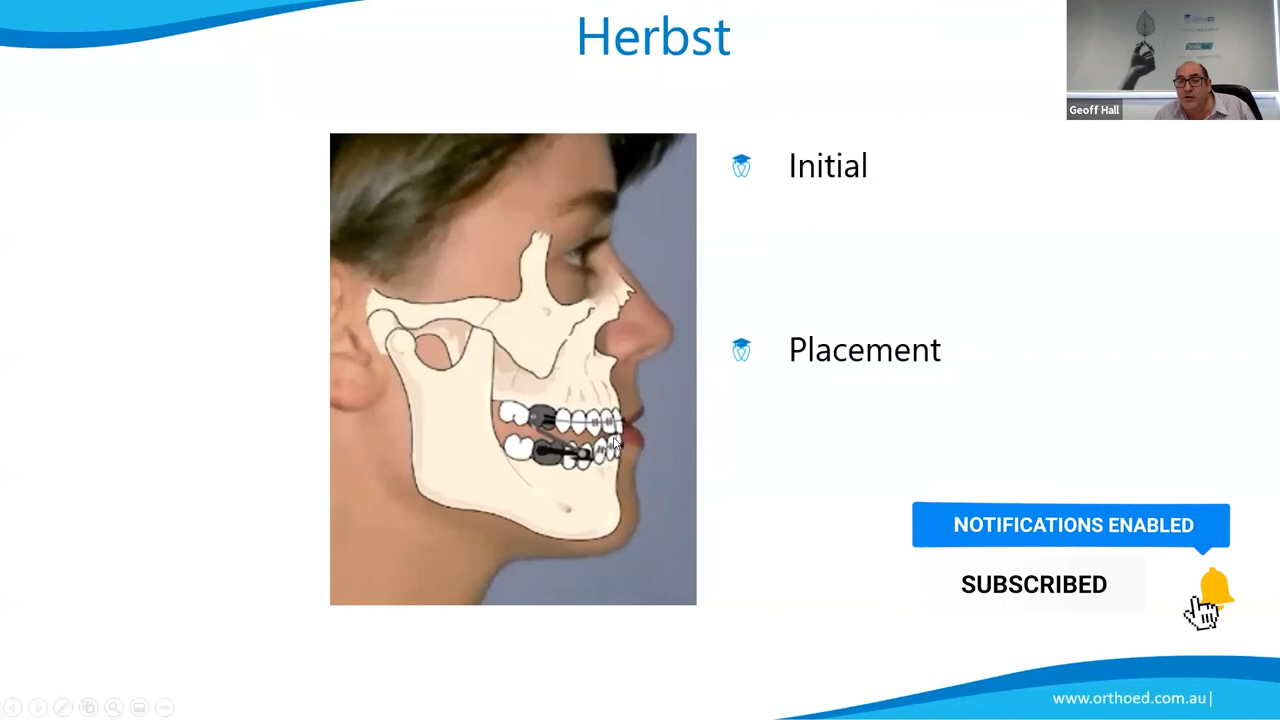 Herbst
Geoff Hall
Initial
Placement
NOTIFICATIONS ENABLED
SUBSCRIBED
www.orthoed.com.au|